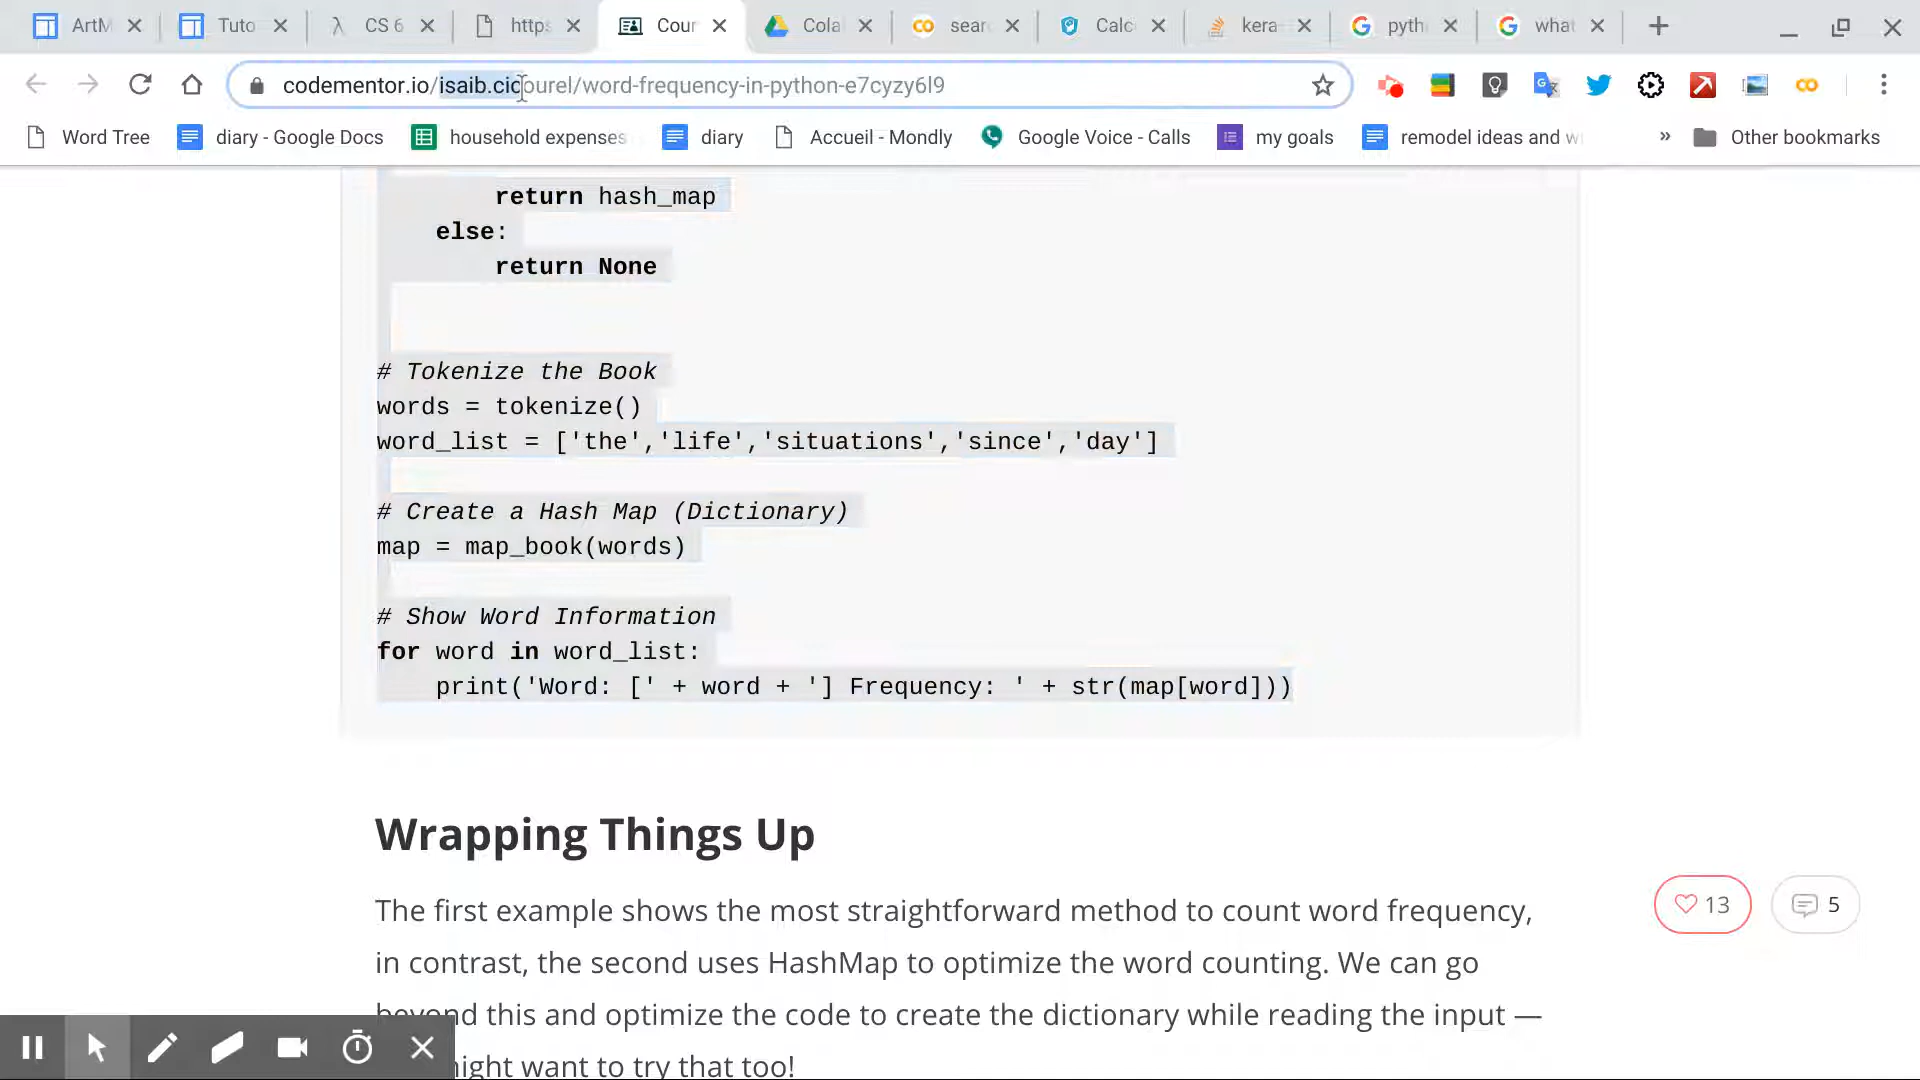 ArtM
Tuto
CS 6
https
Cour
Cola
sear
Calc
kera
pyth
what
codementor.io/isaib.cicourel/word-frequency-in-python-e7cyzy6l9
Word Tree
diary - Google Docs
household expenses
diary
Accueil - Mondly
Google Voice - Calls
my goals
remodel ideas and w
»
Other bookmarks
return hash_map
else:
return None
# Tokenize the Book
words = tokenize()
word_list = ['the','life','situations','since','day']
# Create a Hash Map (Dictionary)
map = map_book(words)
# Show Word Information
for word in word_list:
print('Word: [' + word + '] Frequency: ' + str(map[word]))
Wrapping Things Up
The first example shows the most straightforward method to count word frequency,
in contrast, the second uses HashMap to optimize the word counting. We can go
beyond this and optimize the code to create the dictionary while reading the input —
ight want to try that too!
13
5